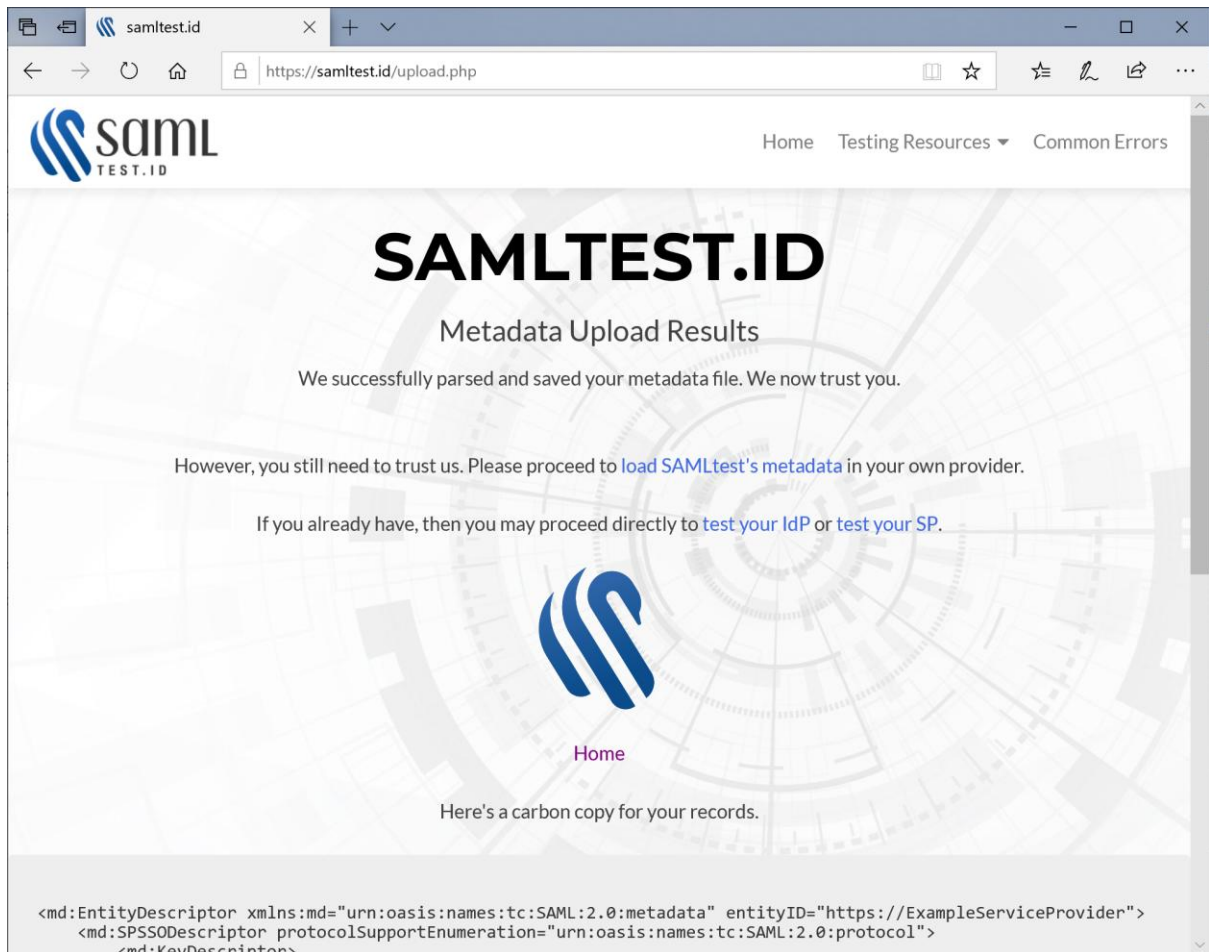 samltest.id
https://samltest.id/upload.php
samL
TEST.ID
Home Testing Resources Common Errors
SAMLTEST.ID
Metadata Upload Results
We successfully parsed and saved your metadata file. We now trust you.
However, you still need to trust us. Please proceed to load SAMLtest's metadata in your own provider.
If you already have, then you may proceed directly to test your IdP or test your SP.
Home
Here's a carbon copy for your records.
<md:EntityDescriptor xmlns:md="urn:oasis:names:tc:SAML:2.0:metadata" entityID="https://ExampleServiceProvider">
<md:SPSSODescriptor protocolSupportEnumeration="urn:oasis:names:tc:SAML:2.0:protocol">
<md:KeyDescriptor>